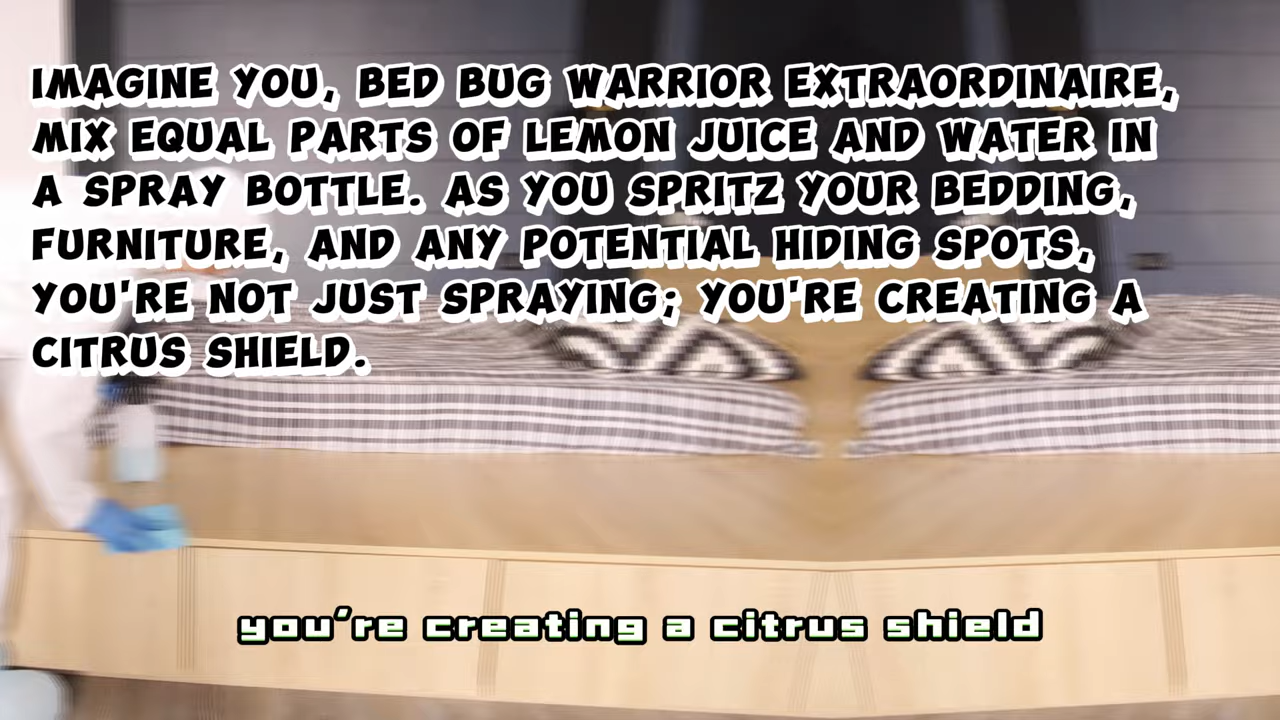 IMAGINE YOU, BED BUG WARRIOR EXTRAORDINAIRE,
MIX EQUAL PARTS OF LEMON JUICE AND WATER IN
A SPRAY BOTTLE. AS YOU SPRITZ YOUR BEDDING,
FURNITURE, AND ANY POTENTIAL HIDING SPOTS,
YOU'RE NOT JUST SPRAYING; YOU'RE CREATING A
CITRUS SHIELD.
you're creating a citrus shield